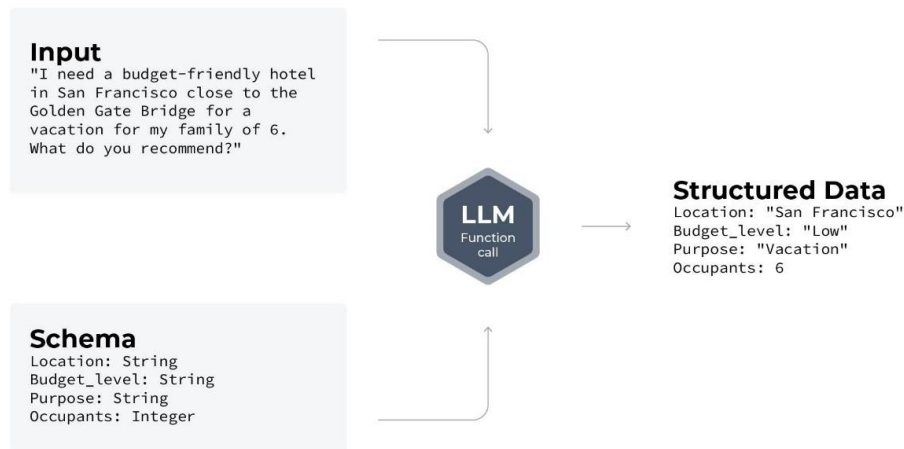 Input
"I need a budget-friendly hotel
in San Francisco close to the
Golden Gate Bridge for a
vacation for my family of 6.
What do you recommend?"
LLM
Function
call
Structured Data
Location: "San Francisco"
Budget_level: "Low"
Purpose: "Vacation"
Occupants: 6
Schema
Location: String
Budget_level: String
Purpose: String
Occupants: Integer